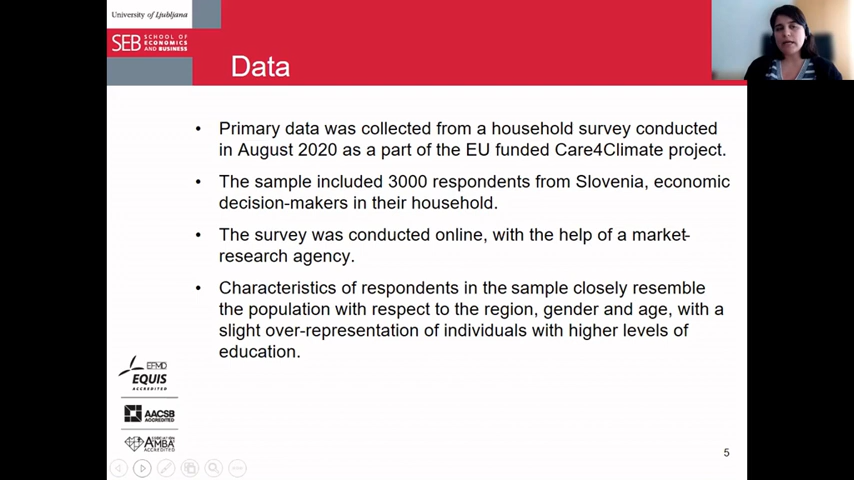 University of Ljubljana
SEB SCHOOL OF
ECONOMICS
AND BUSINESS
Data
• Primary data was collected from a household survey conducted
in August 2020 as a part of the EU funded Care4Climate project.
• The sample included 3000 respondents from Slovenia, economic
decision-makers in their household.
• The survey was conducted online, with the help of a market-
research agency.
• Characteristics of respondents in the sample closely resemble
the population with respect to the region, gender and age, with a
slight over-representation of individuals with higher levels of
education.
EFMD
EQUIS
ACCREDITED
AACSB
ACCREDITED
AMBA
ACCREDITED
5